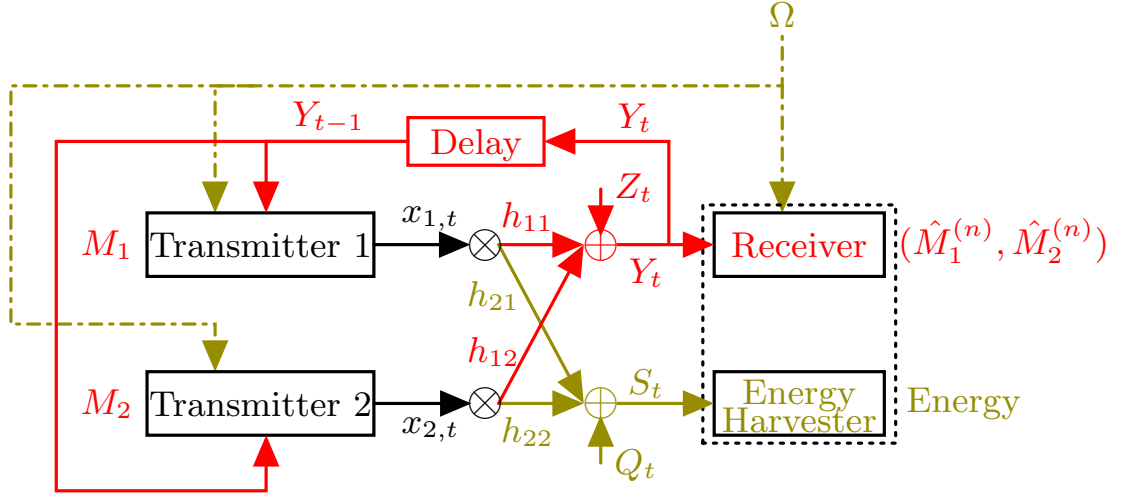 Ω
Y_{t-1}
Delay
Y_t
M_1
Transmitter 1
x_{1,t}
h_{11}
Z_t
Y_t
Receiver
(\hat{M}_1^{(n)}, \hat{M}_2^{(n)})
h_{21}
h_{12}
M_2
Transmitter 2
x_{2,t}
h_{22}
S_t
Q_t
Energy
Harvester
Energy